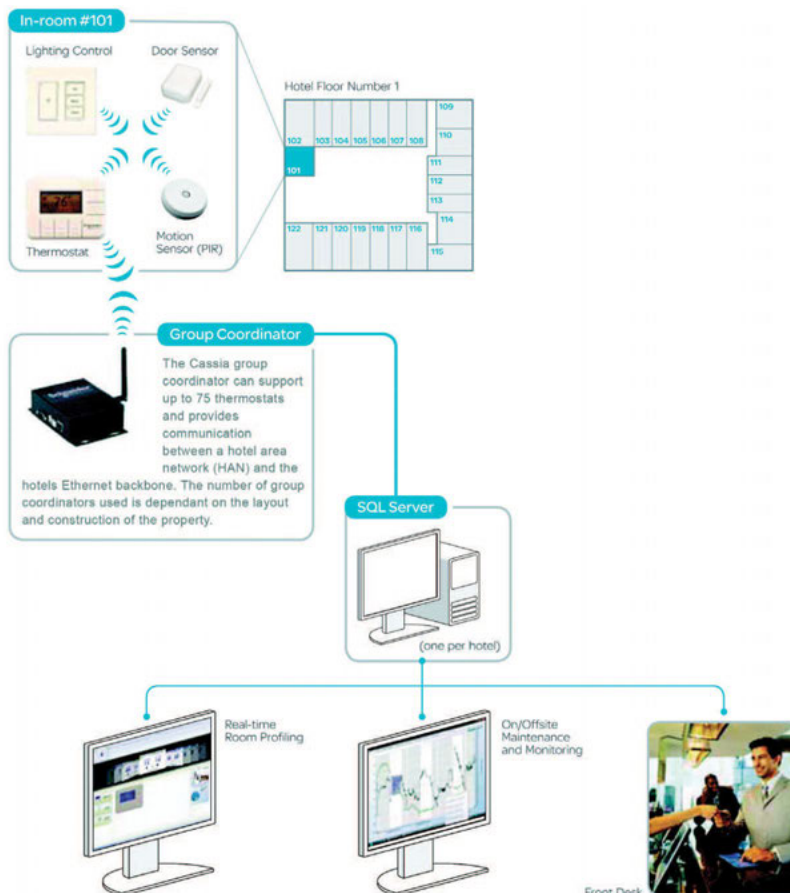 In-room #101
Lighting Control
Door Sensor
Thermostat
Motion
Sensor (PIR)
Hotel Floor Number 1
109
110
102 103 104 105 106 107 108
101
111
112
113
114
122 121 120 119 118 117 116
115
Group Coordinator
The Cassia group
coordinator can support
up to 75 thermostats
and provides
communication
between a hotel area
network (HAN) and the
hotels Ethernet backbone. The number of group
coordinators used is dependant on the layout
and construction of the property.
SQL Server
(one per hotel)
Real-time
Room Profiling
On/Offsite
Maintenance
and Monitoring
Front Desk